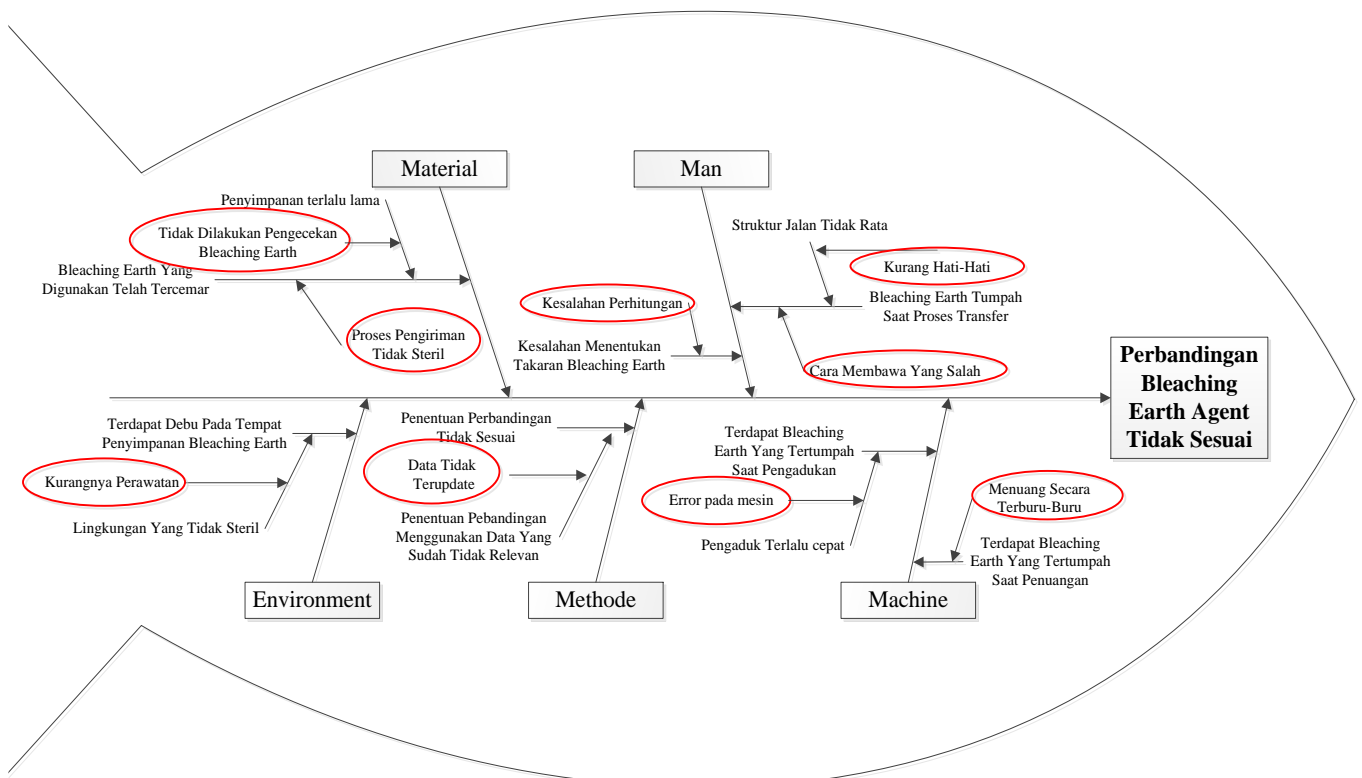 Material
Man
Penyimpanan terlalu lama
Tidak Dilakukan Pengecekan
Bleaching Earth
Bleaching Earth Yang
Digunakan Telah Tercemar
Proses Pengiriman
Tidak Steril
Struktur Jalan Tidak Rata
Kurang Hati-Hati
Kesalahan Perhitungan
Bleaching Earth Tumpah
Saat Proses Transfer
Kesalahan Menentukan
Takaran Bleaching Earth
Cara Membawa Yang Salah
Perbandingan
Bleaching
Earth Agent
Tidak Sesuai
Terdapat Debu Pada Tempat
Penyimpanan Bleaching Earth
Kurangnya Perawatan
Lingkungan Yang Tidak Steril
Penentuan Perbandingan
Tidak Sesuai
Data Tidak
Terupdate
Penentuan Pebandingan
Menggunakan Data Yang
Sudah Tidak Relevan
Terdapat Bleaching
Earth Yang Tertumpah
Saat Pengadukan
Error pada mesin
Pengaduk Terlalu cepat
Menuang Secara
Terburu-Buru
Terdapat Bleaching
Earth Yang Tertumpah
Saat Penuangan
Environment
Methode
Machine